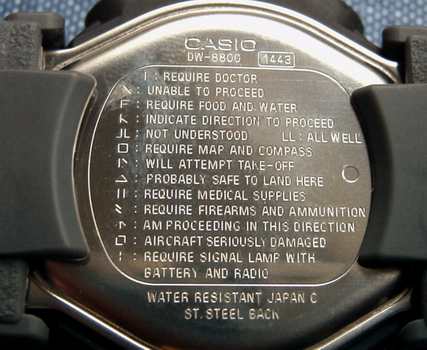 CASIO
DW-8800 1443
I : REQUIRE DOCTOR
N : UNABLE TO PROCEED
F : REQUIRE FOOD AND WATER
K : INDICATE DIRECTION TO PROCEED
JL : NOT UNDERSTOOD LL : ALL WELL
□ : REQUIRE MAP AND COMPASS
|> : WILL ATTEMPT TAKE-OFF
△ : PROBABLY SAFE TO LAND HERE
II : REQUIRE MEDICAL SUPPLIES
: REQUIRE FIREARMS AND AMMUNITION
↑ : AM PROCEEDING IN THIS DIRECTION
: AIRCRAFT SERIOUSLY DAMAGED
: REQUIRE SIGNAL LAMP WITH
BATTERY AND RADIO
WATER RESISTANT JAPAN C
ST. STEEL BACK